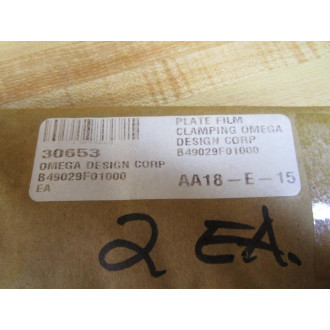 30653
OMEGA DESIGN CORP
B49029F01000
EA
PLATE FILM
CLAMPING OMEGA
DESIGN CORP
B49029F01000
AA18-E-15
2 EA.